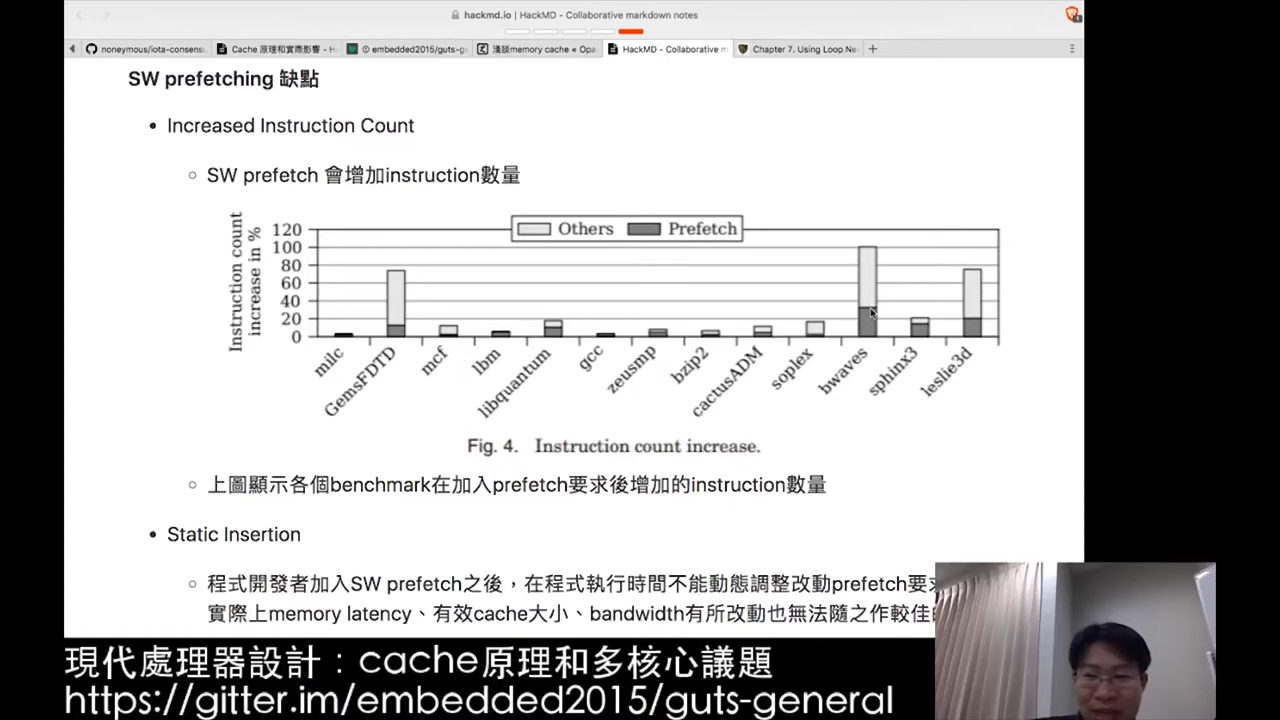 hackmd.io | HackMD - Collaborative markdown notes
noneymous/iota-consensu
Cache 原理和實際影響 - H
embedded2015/guts-g
淺談memory cache « Opa
HackMD - Collaborative m
Chapter 7. Using Loop Ne
SW prefetching 缺點
Increased Instruction Count
SW prefetch 會增加instruction數量
Instruction count
increase in %
Others Prefetch
120
100
80
60
40
20
0
milc
GemsFDTD
mcf
lbm
libquantum
gcc
zeusmp
bzip2
cactusADM
soplex
bwaves
sphinx3
leslie3d
Fig. 4. Instruction count increase.
上圖顯示各個benchmark在加入prefetch要求後增加的instruction數量
Static Insertion
程式開發者加入SW prefetch之後，在程式執行時間不能動態調整改動prefetch要
實際上memory latency、有效cache大小、bandwidth有所改動也無法隨之作較佳
現代處理器設計：cache原理和多核心議題
https://gitter.im/embedded2015/guts-general